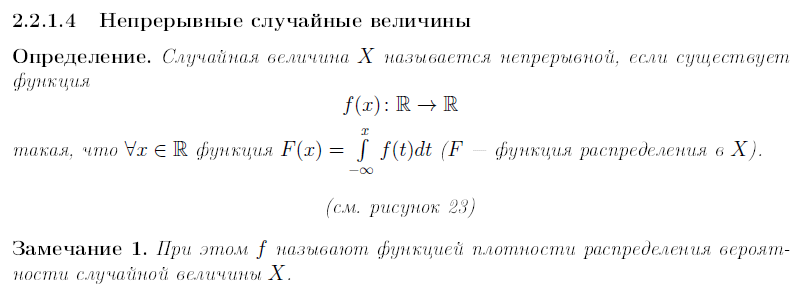 2.2.1.4 Непрерывные случайные величины
Определение. Случайная величина X называется непрерывной, если существует
функция
f(x): ℝ → ℝ
такая, что ∀x ∈ ℝ функция F(x) = ∫_{-∞}^{x} f(t)dt (F — функция распределения в X).
(см. рисунок 23)
Замечание 1. При этом f называют функцией плотности распределения вероят-
ности случайной величины X.